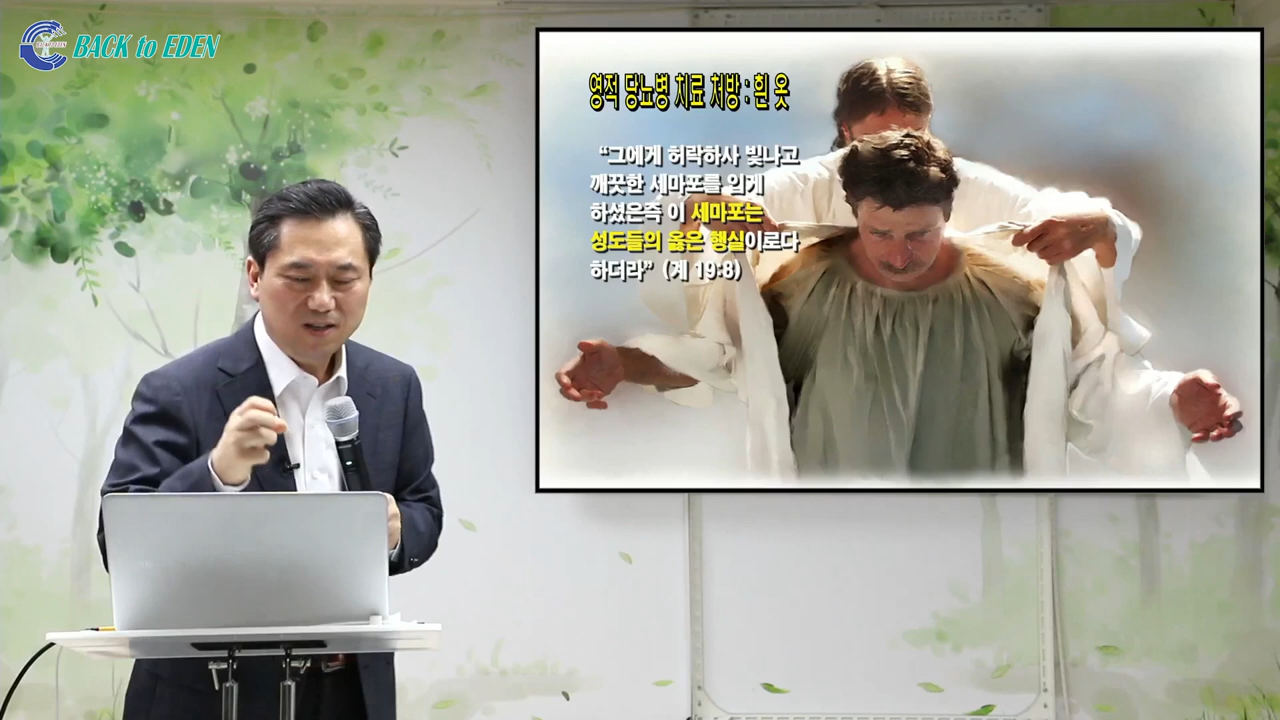 BACK to EDEN
영적 당뇨병 치료 처방 : 흰 옷
“그에게 허락하사 빛나고
깨끗한 세마포를 입게
하셨은즉 이 세마포는
성도들의 옳은 행실이로다
하더라” (계 19:8)